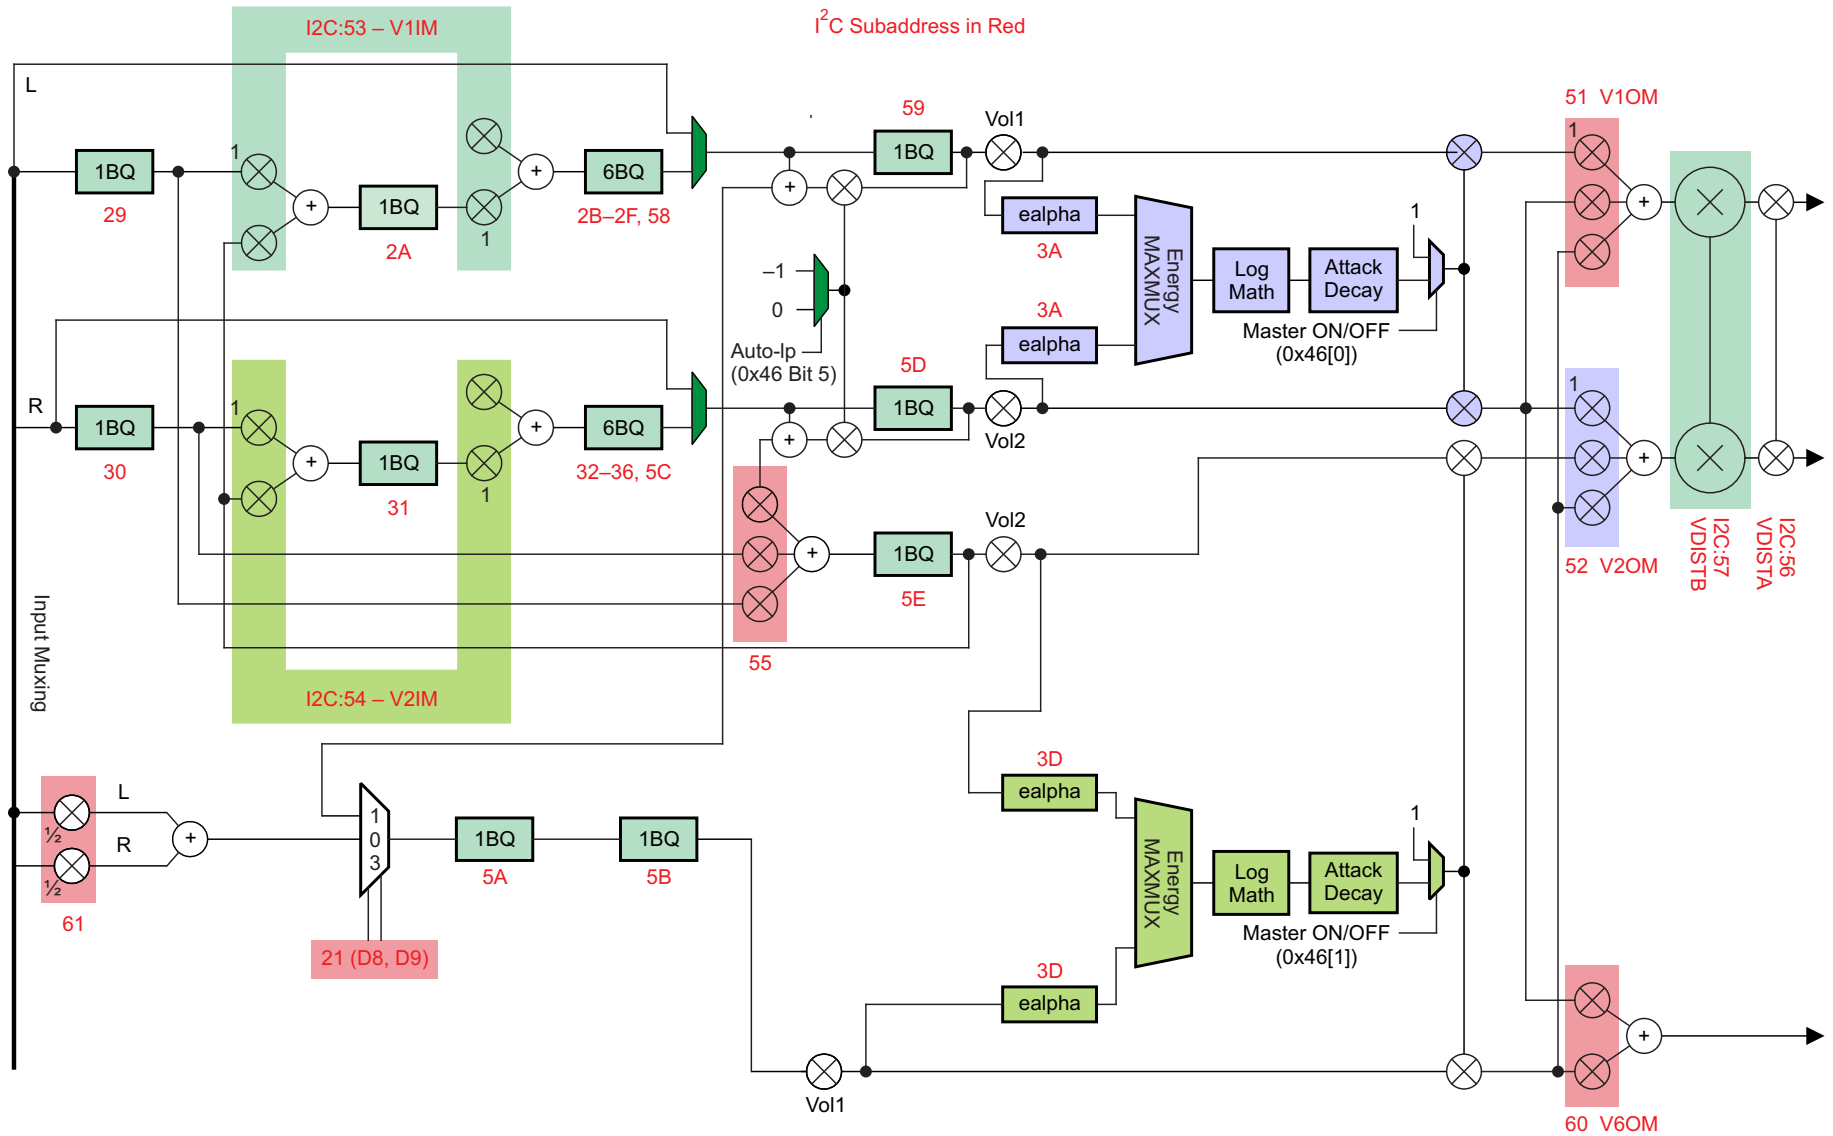 I2C:53 – V1IM
I²C Subaddress in Red
L
1BQ
29
1
1BQ
2A
1
6BQ
2B–2F, 58
59
1BQ
Vol1
51 V1OM
1
+
+
+
+
ealpha
3A
Energy
MAXMUX
Log
Math
Attack
Decay
1
Master ON/OFF
(0x46[0])
3A
ealpha
–1
0
Auto-lp
(0x46 Bit 5)
R
1BQ
30
1
+
1BQ
31
1
+
6BQ
32–36, 5C
5D
1BQ
Vol2
+
1
+
52 V2OM
I2C:57
VDISTB
I2C:56
VDISTA
55
+
1BQ
5E
Vol2
I2C:54 – V2IM
Input Muxing
L
R
½
½
61
+
1
0
3
21 (D8, D9)
1BQ
5A
1BQ
5B
3D
ealpha
Energy
MAXMUX
Log
Math
Attack
Decay
1
Master ON/OFF
(0x46[1])
3D
ealpha
Vol1
+
60 V6OM